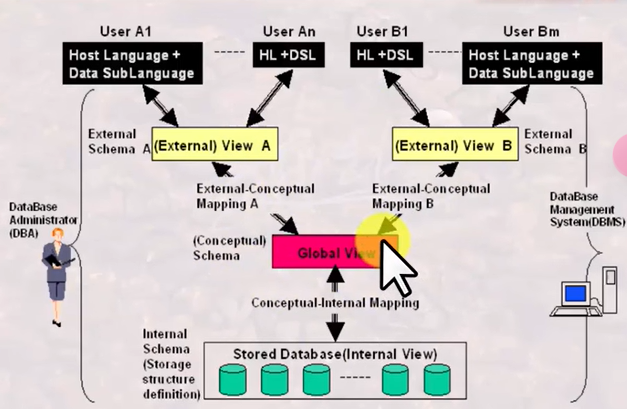 User A1
User An
User B1
User Bm
Host Language +
Data SubLanguage
HL +DSL
HL +DSL
Host Language +
Data SubLanguage
External
Schema A
(External) View A
(External) View B
External
Schema B
External-Conceptual
Mapping A
External-Conceptual
Mapping B
DataBase
Administrator
(DBA)
DataBase
Management
System(DBMS)
(Conceptual)
Schema
Global View
Conceptual-Internal Mapping
Internal
Schema
(Storage
structure
definition)
Stored Database(Internal View)